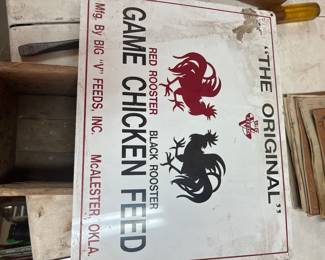 "THE ORIGINAL"
RED ROOSTER BLACK ROOSTER
GAME CHICKEN FEED
Mfg. By BIG "V" FEEDS, INC. McALESTER, OKLA.